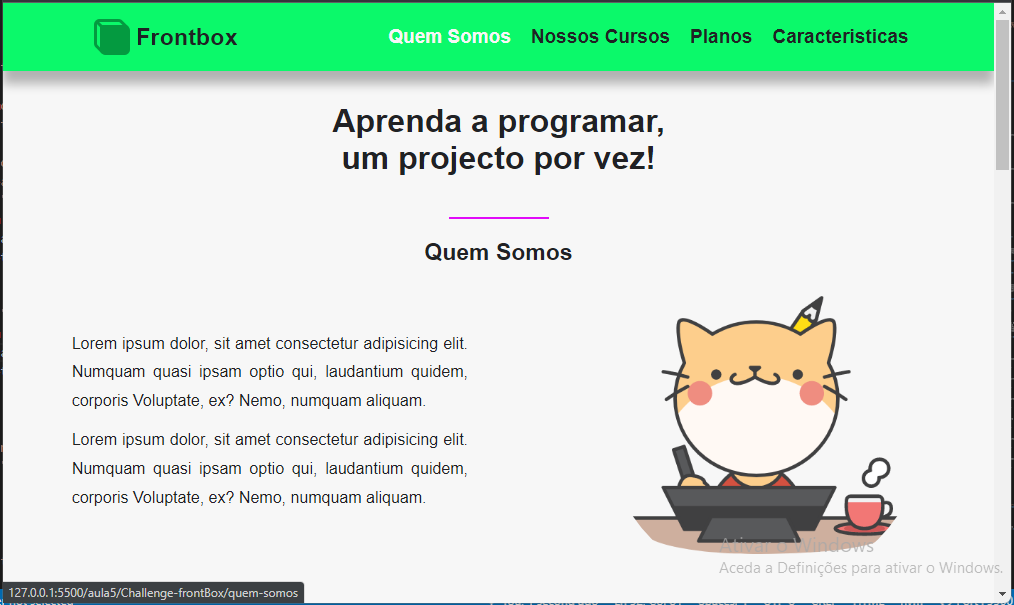 Frontbox
Quem Somos Nossos Cursos Planos Caracteristicas
Aprenda a programar,
um projecto por vez!
Quem Somos
Lorem ipsum dolor, sit amet consectetur adipisicing elit.
Numquam quasi ipsam optio qui, laudantium quidem,
corporis Voluptate, ex? Nemo, numquam aliquam.
Lorem ipsum dolor, sit amet consectetur adipisicing elit.
Numquam quasi ipsam optio qui, laudantium quidem,
corporis Voluptate, ex? Nemo, numquam aliquam.
Ativar o Windows
Aceda a Definições para ativar o Windows.
127.0.0.1:5500/aula5/Challenge-frontBox/quem-somos